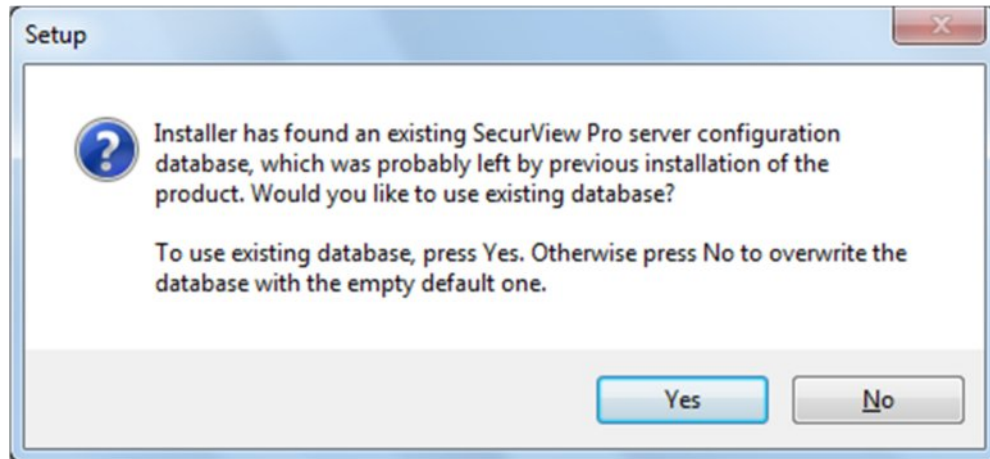 Setup
Installer has found an existing SecurView Pro server configuration
database, which was probably left by previous installation of the
product. Would you like to use existing database?
To use existing database, press Yes. Otherwise press No to overwrite the
database with the empty default one.
Yes
No